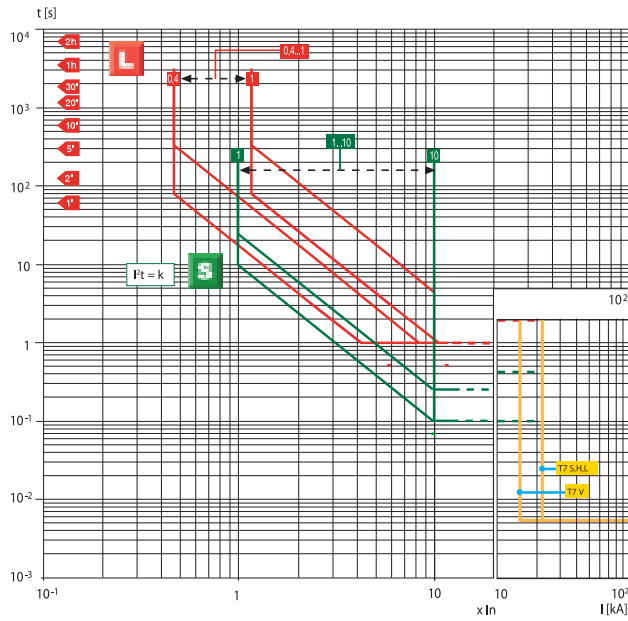 t [s]
10⁴
2h
L
0,4...1
1h
0,4
1
30'
20'
10³
10'
1...10
5'
1
10
2'
10²
1'
S
I²t = k
10
10²
1
10⁻¹
T7 S,H,L
T7 V
10⁻²
10⁻³
10⁻¹
1
10
x In
10
10²
I [kA]